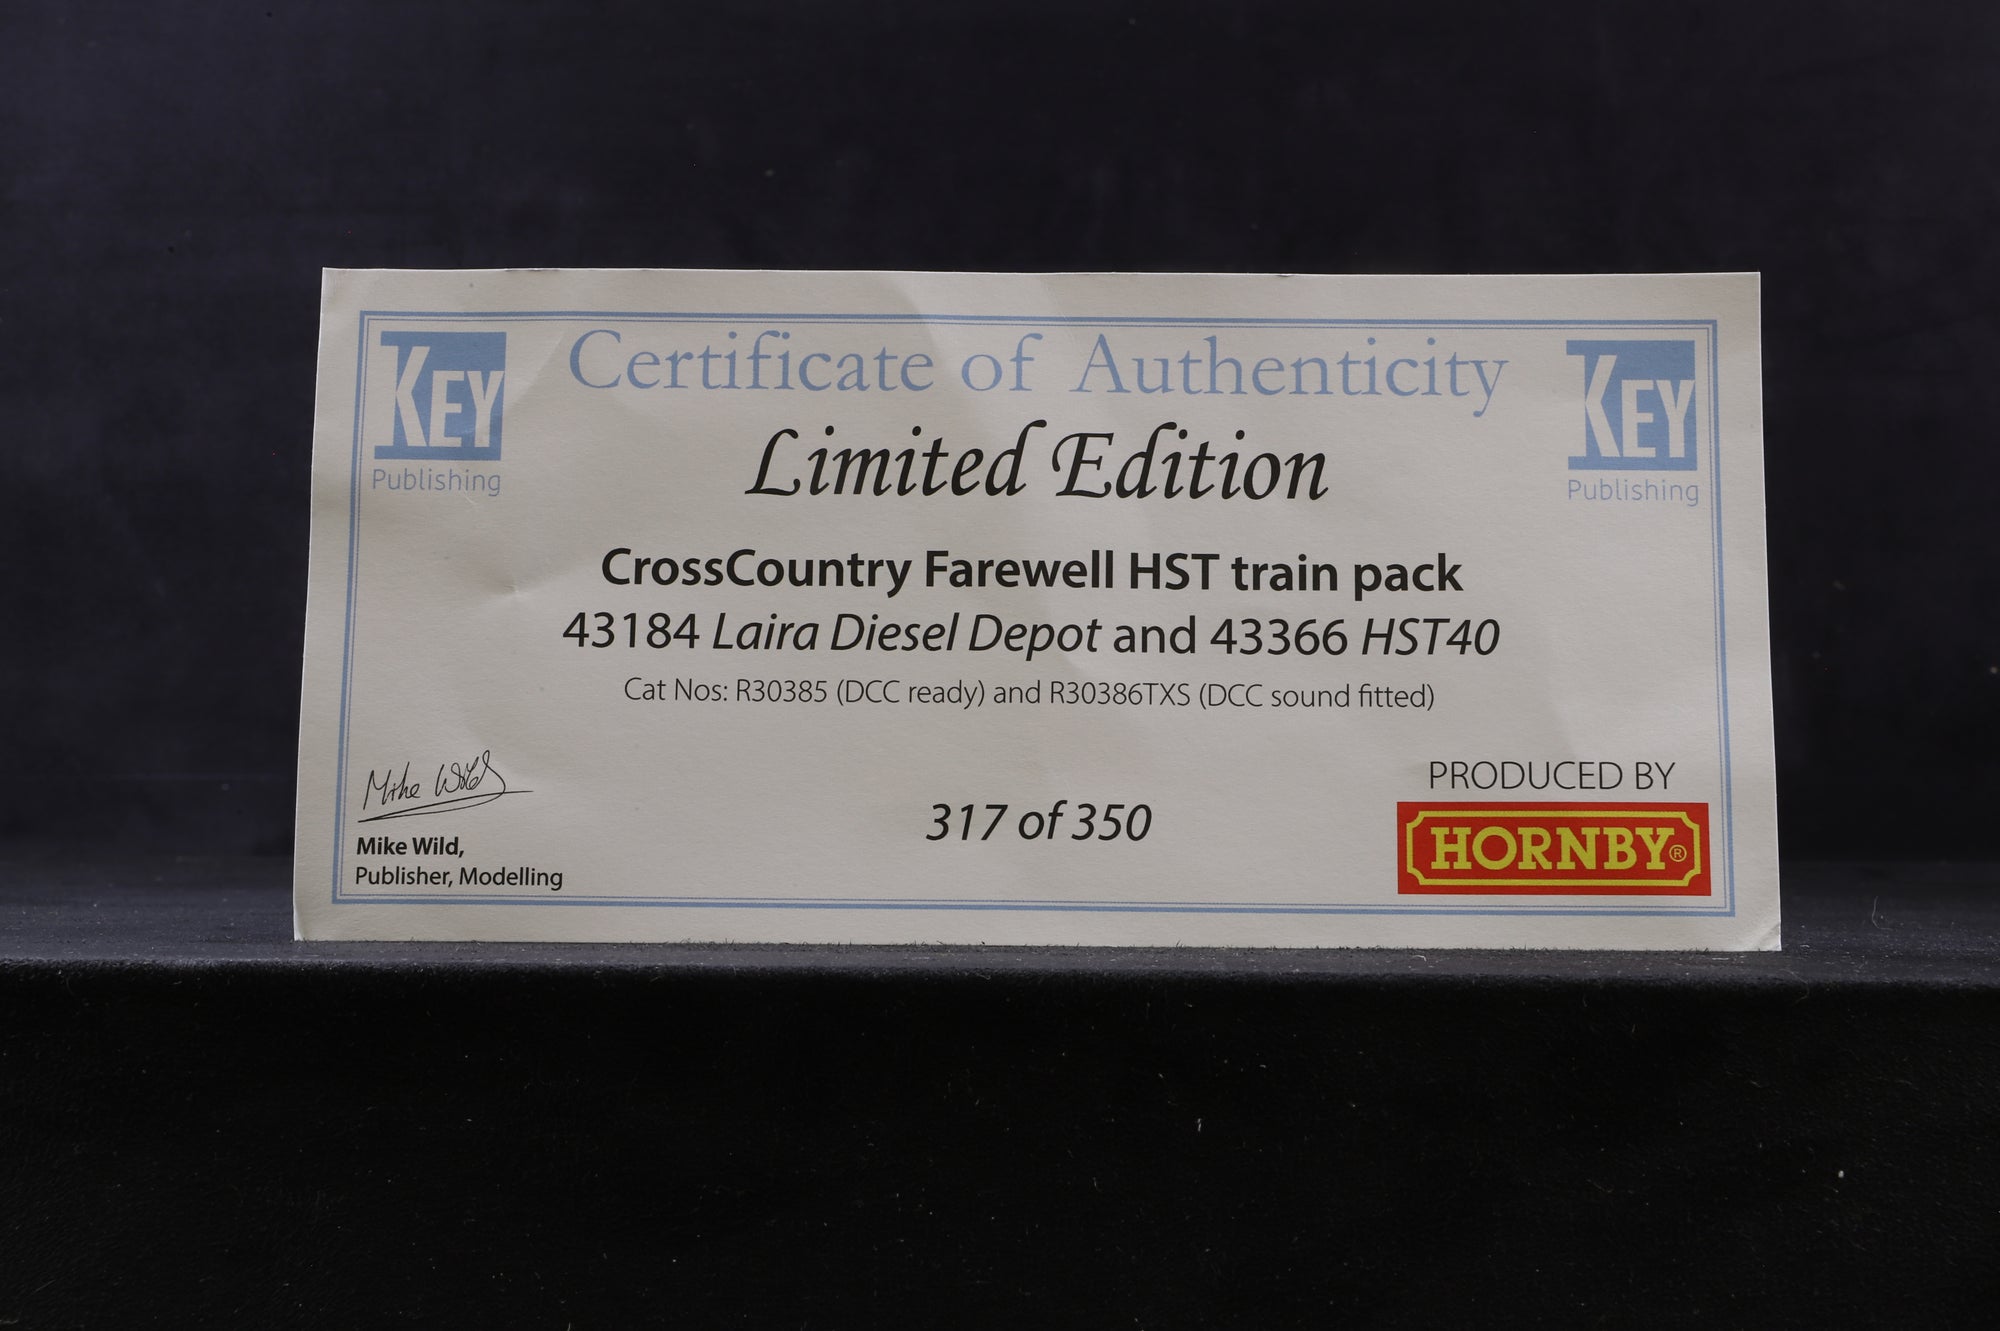 KEY
Publishing
Certificate of Authenticity
KEY
Publishing
Limited Edition
CrossCountry Farewell HST train pack
43184 Laira Diesel Depot and 43366 HST40
Cat Nos: R30385 (DCC ready) and R30386TXS (DCC sound fitted)
Mike Wild
Mike Wild,
Publisher, Modelling
317 of 350
PRODUCED BY
HORNBY®